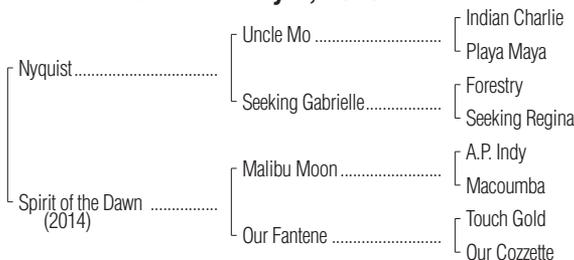 Indian Charlie
Uncle Mo
Playa Maya
Nyquist
Forestry
Seeking Gabrielle
Seeking Regina
A.P. Indy
Malibu Moon
Macoumba
Spirit of the Dawn
(2014)
Touch Gold
Our Fantene
Our Cozzette